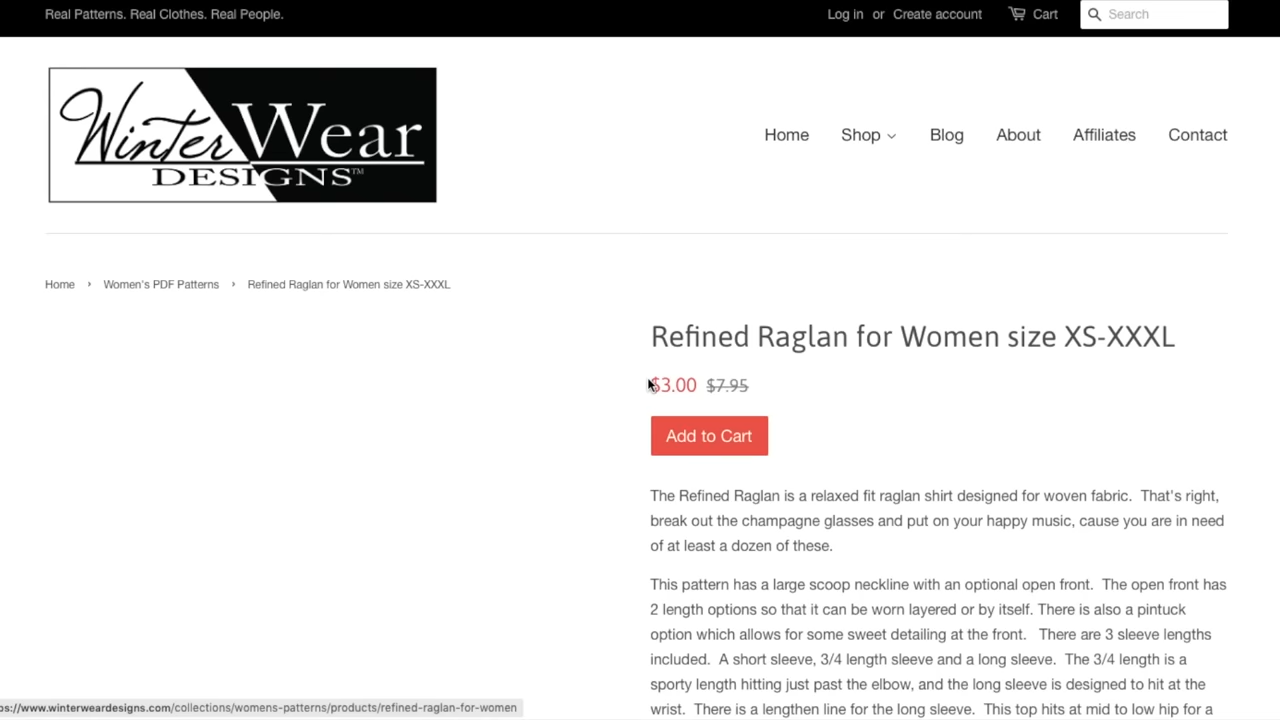 Real Patterns. Real Clothes. Real People.
Log in or Create account
Cart
Search
Winter Wear
DESIGNS™
Home
Shop
Blog
About
Affiliates
Contact
Home › Women's PDF Patterns › Refined Raglan for Women size XS-XXXL
Refined Raglan for Women size XS-XXXL
$3.00 $7.95
Add to Cart
The Refined Raglan is a relaxed fit raglan shirt designed for woven fabric. That's right,
break out the champagne glasses and put on your happy music, cause you are in need
of at least a dozen of these.
This pattern has a large scoop neckline with an optional open front. The open front has
2 length options so that it can be worn layered or by itself. There is also a pintuck
option which allows for some sweet detailing at the front. There are 3 sleeve lengths
included. A short sleeve, 3/4 length sleeve and a long sleeve. The 3/4 length is a
sporty length hitting just past the elbow, and the long sleeve is designed to hit at the
wrist. There is a lengthen line for the long sleeve. This top hits at mid to low hip for a
ps://www.winterweardesigns.com/collections/womens-patterns/products/refined-raglan-for-women